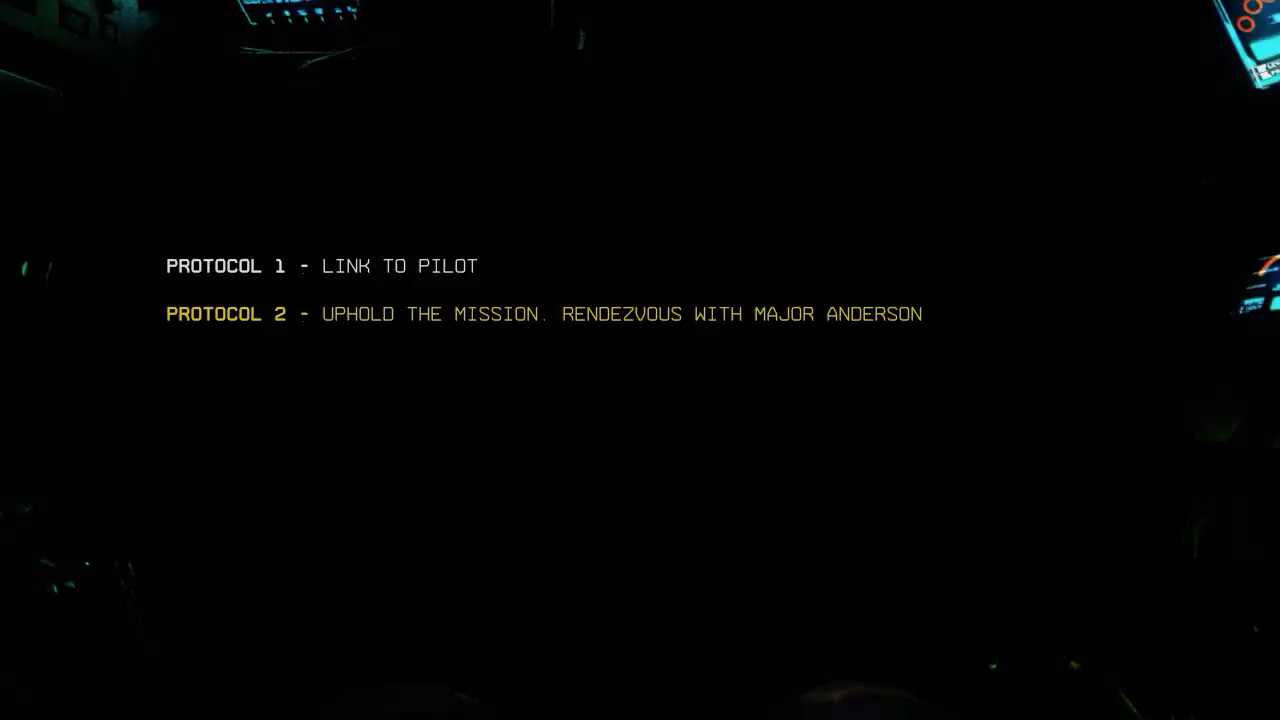 PROTOCOL 1 - LINK TO PILOT
PROTOCOL 2 - UPHOLD THE MISSION. RENDEZVOUS WITH MAJOR ANDERSON